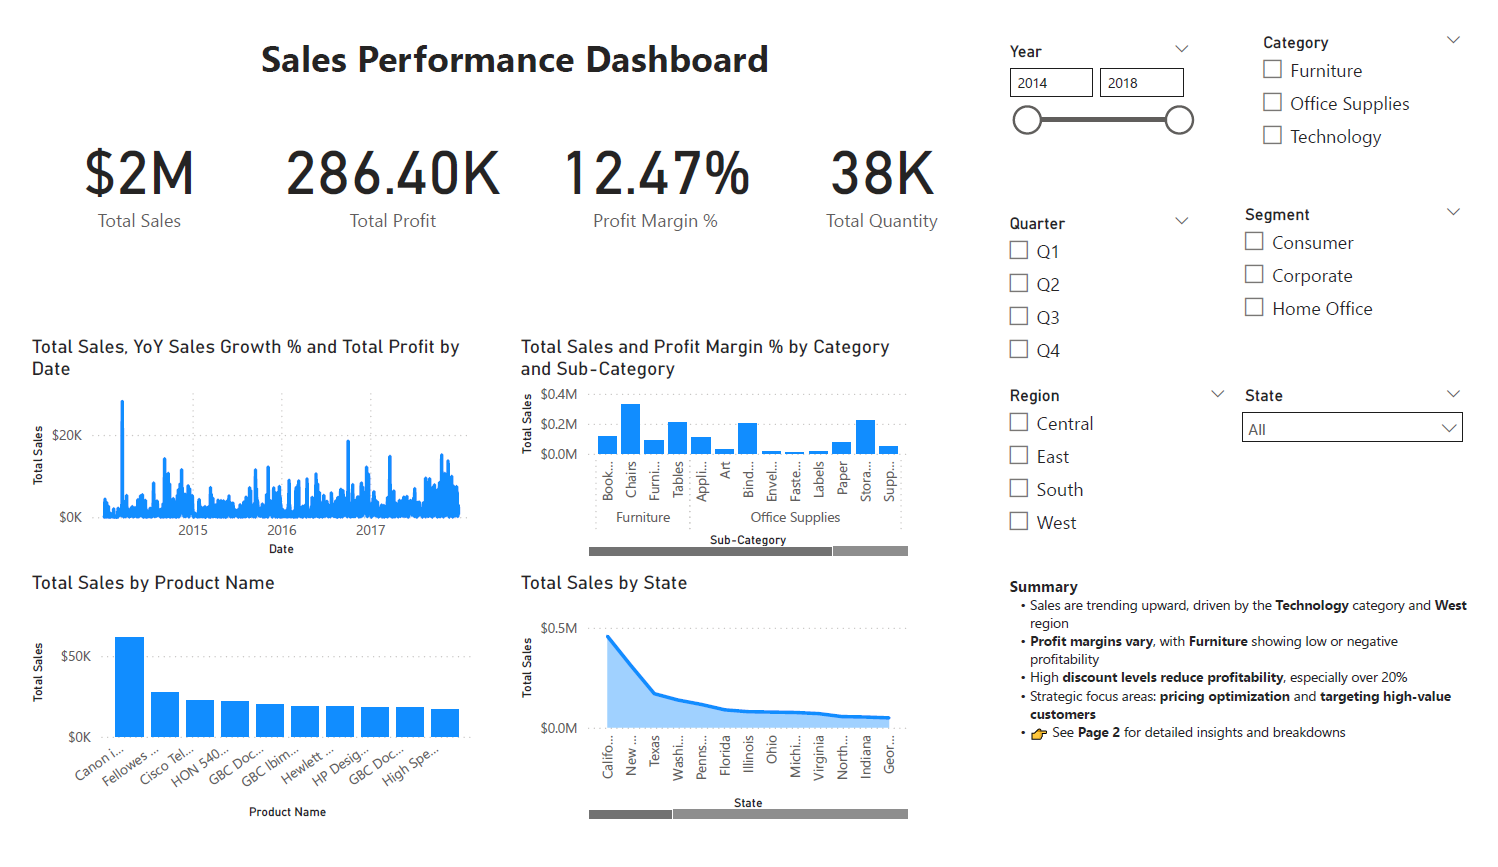 Sales Performance Dashboard
$2M
Total Sales
286.40K
Total Profit
12.47%
Profit Margin %
38K
Total Quantity
Year
2014
2018
Category
Furniture
Office Supplies
Technology
Quarter
Q1
Q2
Q3
Q4
Segment
Consumer
Corporate
Home Office
Region
Central
East
South
West
State
All
Total Sales, YoY Sales Growth % and Total Profit by
Date
Total Sales
$20K
$0K
2015
2016
2017
Date
Total Sales and Profit Margin % by Category
and Sub-Category
Total Sales
$0.4M
$0.2M
$0.0M
Book...
Chairs
Furni...
Tables
Appli...
Art
Bind...
Envel...
Faste...
Labels
Paper
Stora...
Supp...
Furniture
Office Supplies
Sub-Category
Total Sales by Product Name
Total Sales
$50K
$0K
Canon i...
Fellowes ...
Cisco Tel...
HON 540...
GBC Doc...
GBC Ibim...
Hewlett ...
HP Desig...
GBC Doc...
High Spe...
Product Name
Total Sales by State
Total Sales
$0.5M
$0.0M
Califo...
New ...
Texas
Washi...
Penns...
Florida
Illinois
Ohio
Michi...
Virginia
North...
Indiana
Geor...
State
Summary
• Sales are trending upward, driven by the Technology category and West
region
• Profit margins vary, with Furniture showing low or negative
profitability
• High discount levels reduce profitability, especially over 20%
• Strategic focus areas: pricing optimization and targeting high-value
customers
• 👉 See Page 2 for detailed insights and breakdowns